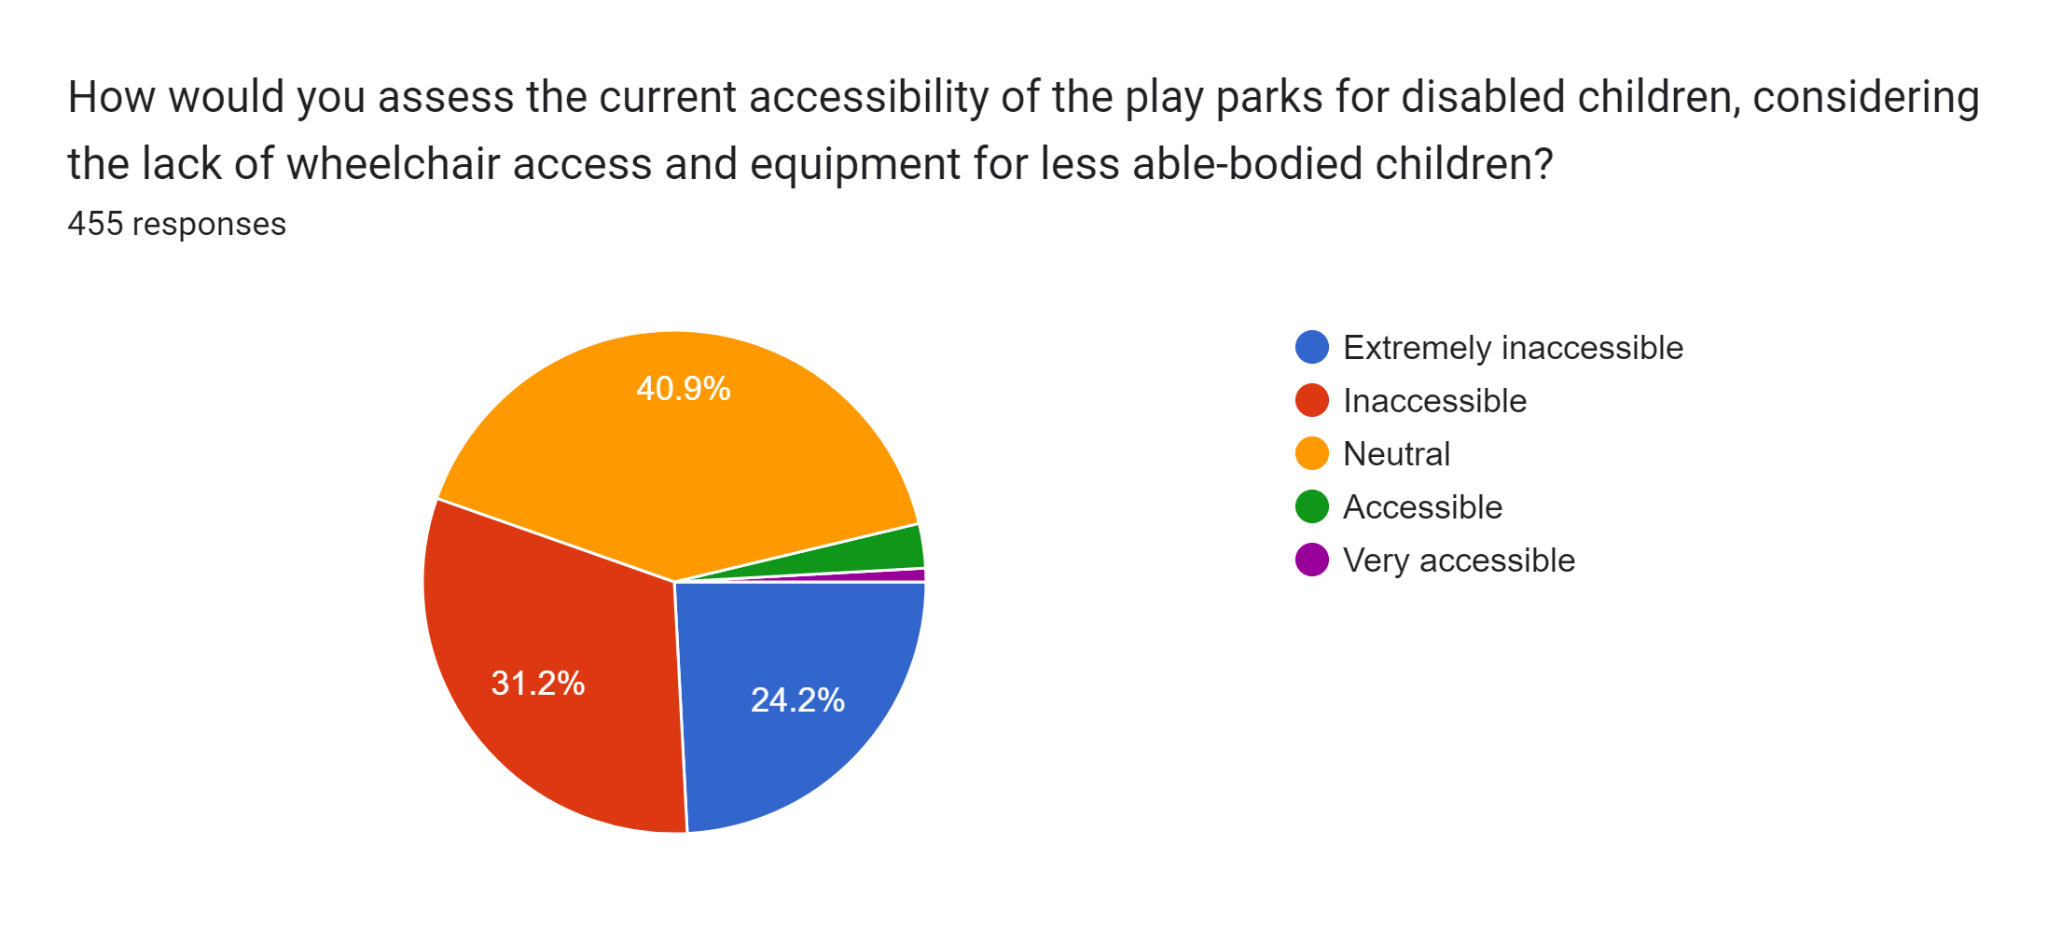 How would you assess the current accessibility of the play parks for disabled children, considering
the lack of wheelchair access and equipment for less able-bodied children?
455 responses
40.9%
31.2%
24.2%
Extremely inaccessible
Inaccessible
Neutral
Accessible
Very accessible